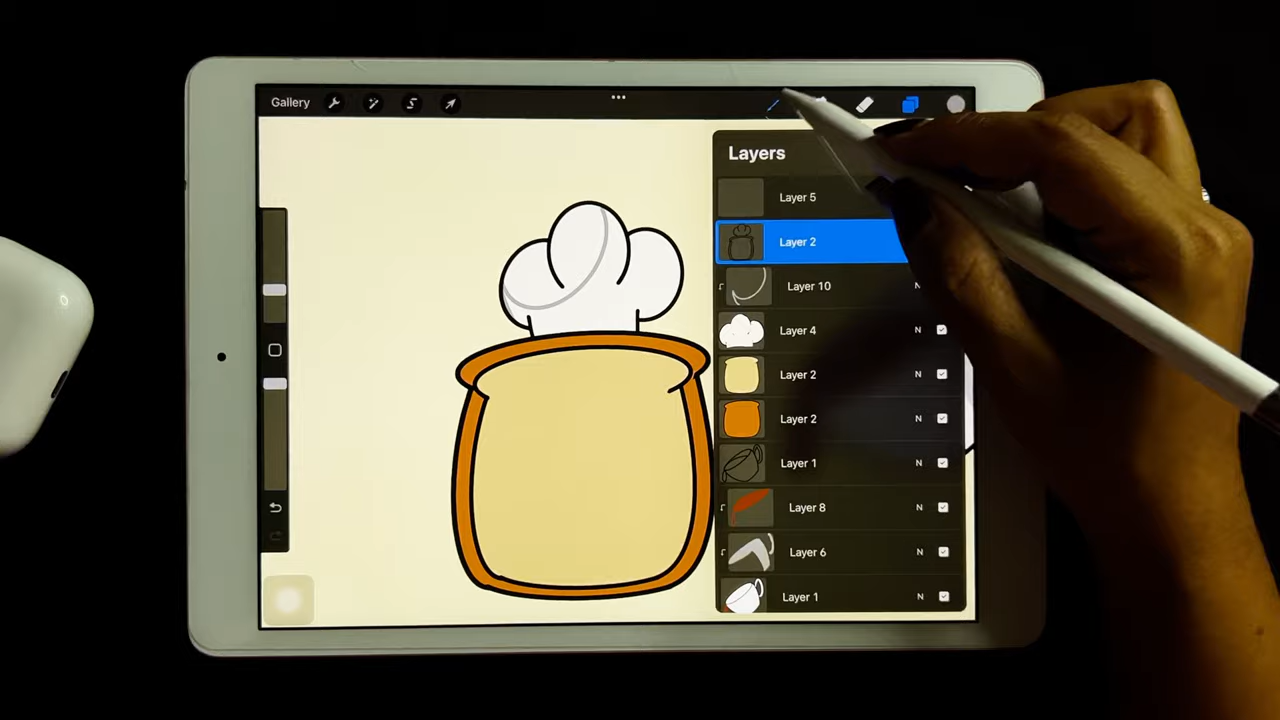 Gallery
Layers
Layer 5
Layer 2
Layer 10 N
Layer 4 N
Layer 2 N
Layer 2 N
Layer 1 N
Layer 8 N
Layer 6 N
Layer 1 N